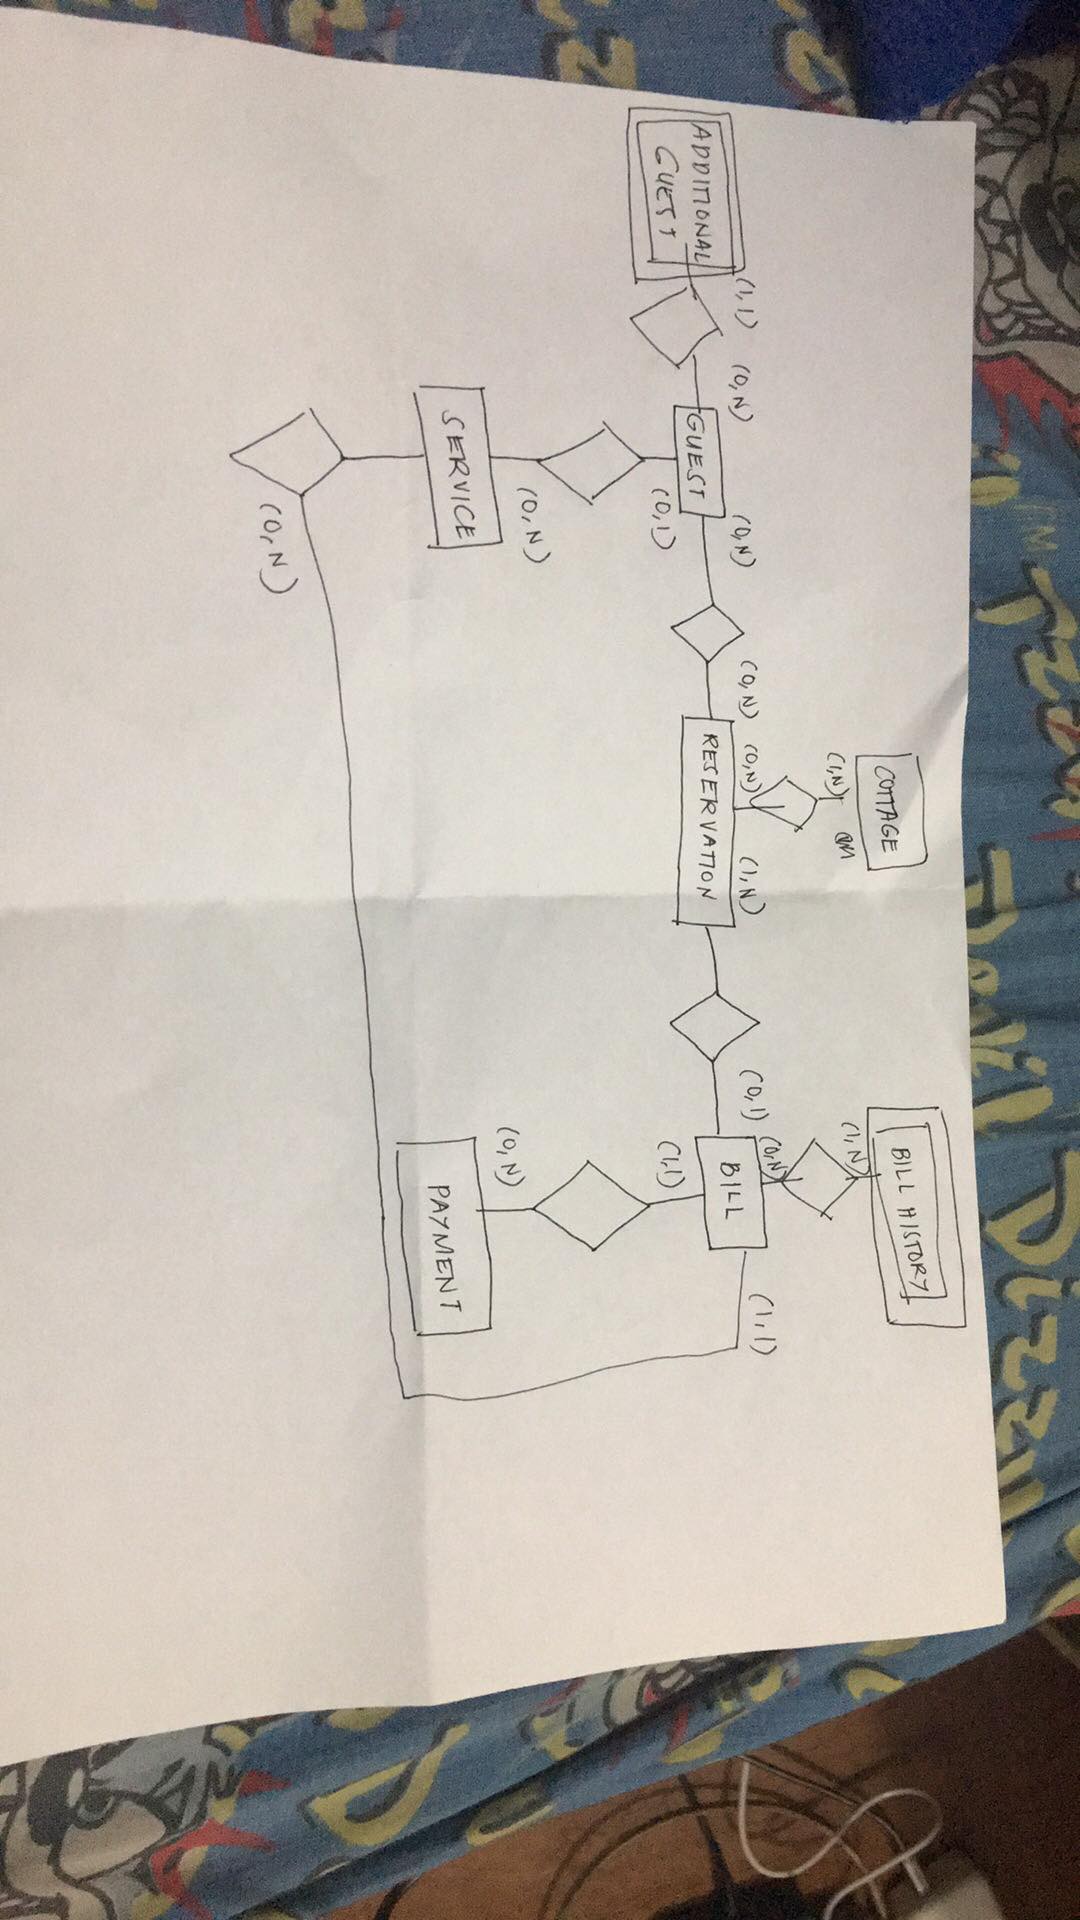 TM
Devil Dizzy
COTTAGE
BILL HISTORY
(1,N)
(1,N)
(0,N)
(1,1)
(0,N)
(0,N)
(0,N)
(0,N)
(1,N)
(0,1)
(1,1)
ADDITIONAL
GUEST
GUEST
RESERVATION
BILL
(0,1)
(1,1)
(0,N)
(0,N)
SERVICE
PAYMENT
(0,N)